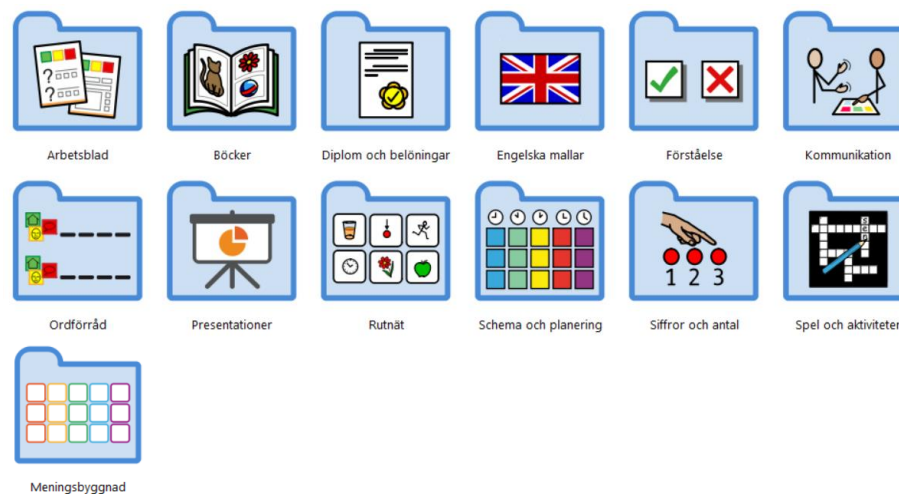 Arbetsblad
Böcker
Diplom och belöningar
Engelska mallar
Förståelse
Kommunikation
Ordförråd
Presentationer
Rutnät
Schema och planering
1 2 3
Siffror och antal
Spel och aktiviteter
Meningsbyggnad